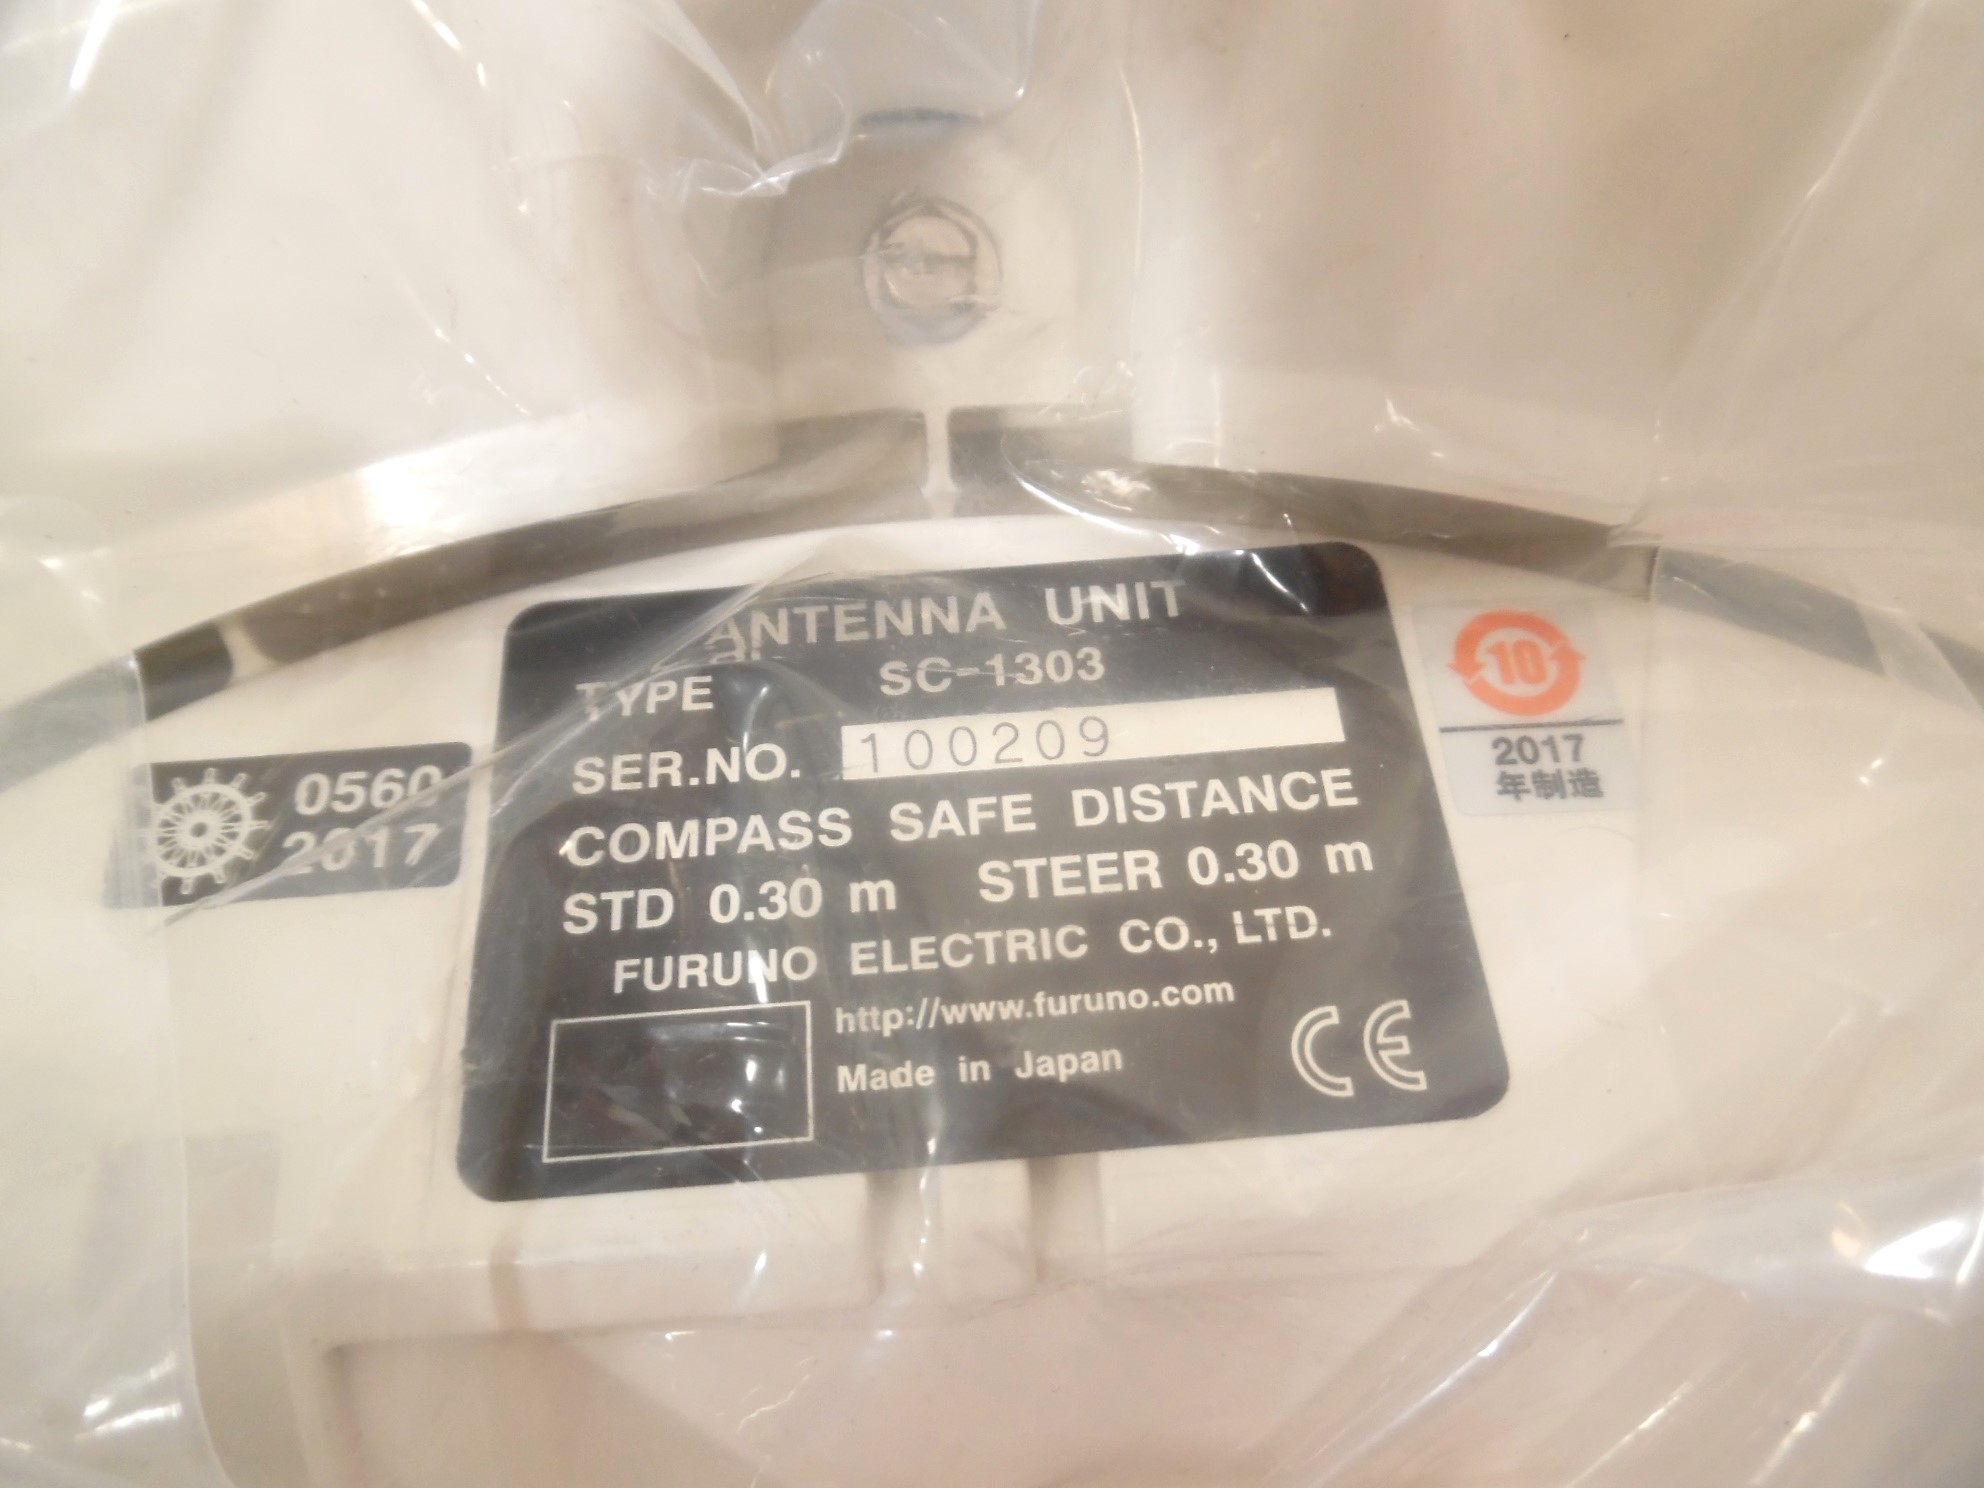 ANTENNA UNIT
TYPE SC-1303
SER.NO. 100209
COMPASS SAFE DISTANCE
STD 0.30 m STEER 0.30 m
FURUNO ELECTRIC CO., LTD.
http://www.furuno.com
Made in Japan
CE
0560
2017
10
2017
年制造